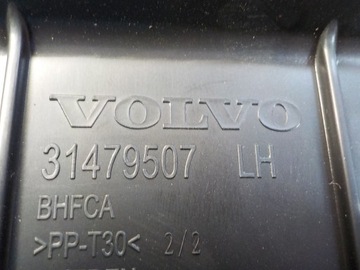 VOLVO
31479507 LH
BHFCA
>PP-T30< 2/2